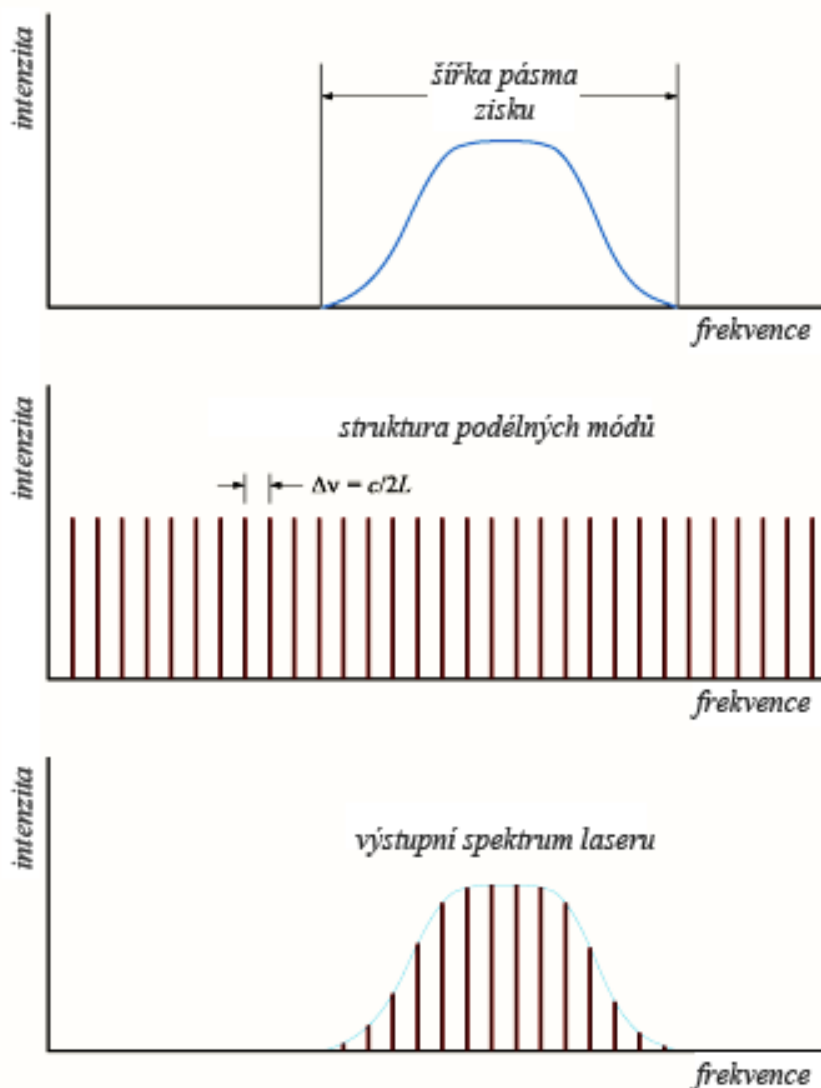 intenzita
šířka pásma
zisku
frekvence
intenzita
struktura podélných módů
Δν = c/2L
frekvence
intenzita
výstupní spektrum laseru
frekvence